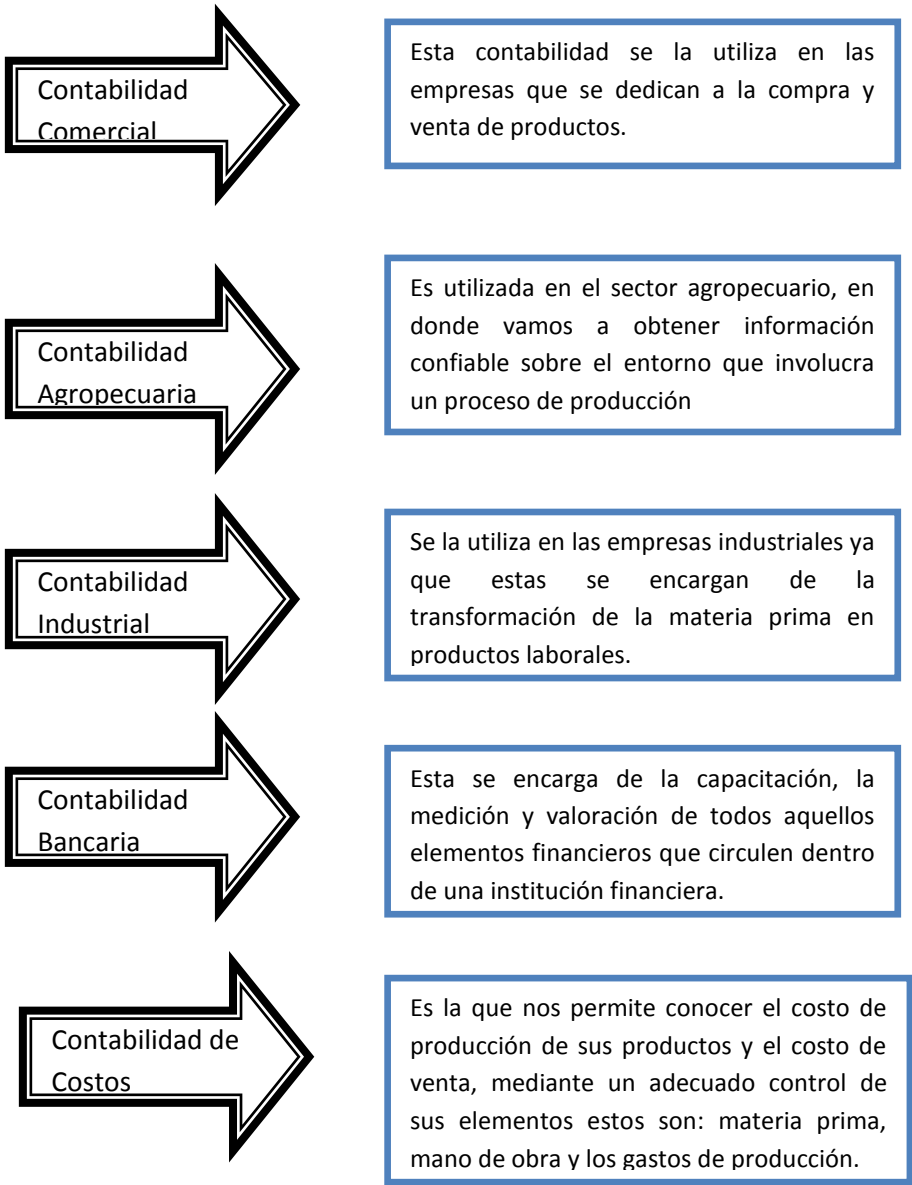 Contabilidad
Comercial
Esta contabilidad se la utiliza en las
empresas que se dedican a la compra y
venta de productos.
Contabilidad
Agropecuaria
Es utilizada en el sector agropecuario, en
donde vamos a obtener información
confiable sobre el entorno que involucra
un proceso de producción
Contabilidad
Industrial
Se la utiliza en las empresas industriales ya
que estas se encargan de la
transformación de la materia prima en
productos laborales.
Contabilidad
Bancaria
Esta se encarga de la capacitación, la
medición y valoración de todos aquellos
elementos financieros que circulen dentro
de una institución financiera.
Contabilidad de
Costos
Es la que nos permite conocer el costo de
producción de sus productos y el costo de
venta, mediante un adecuado control de
sus elementos estos son: materia prima,
mano de obra y los gastos de producción.